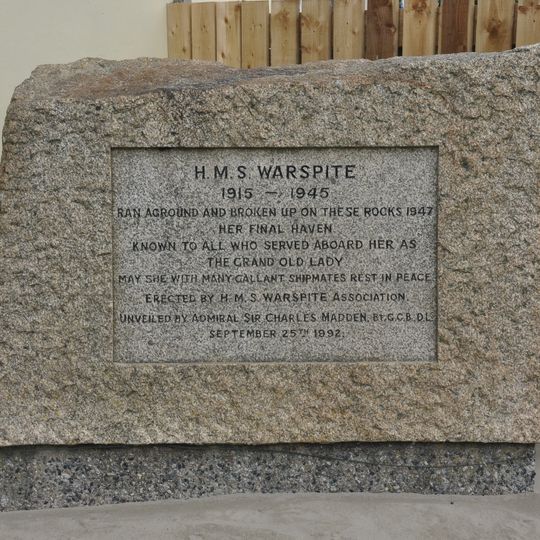 H.M.S. WARSPITE
1915 — 1945
RAN AGROUND AND BROKEN UP ON THESE ROCKS 1947
HER FINAL HAVEN
KNOWN TO ALL WHO SERVED ABOARD HER AS
THE GRAND OLD LADY
MAY SHE WITH MANY GALLANT SHIPMATES REST IN PEACE.
ERECTED BY H.M.S. WARSPITE ASSOCIATION.
UNVEILED BY ADMIRAL SIR CHARLES MADDEN, BT, G.C.B, D.L.
SEPTEMBER 25TH 1992.